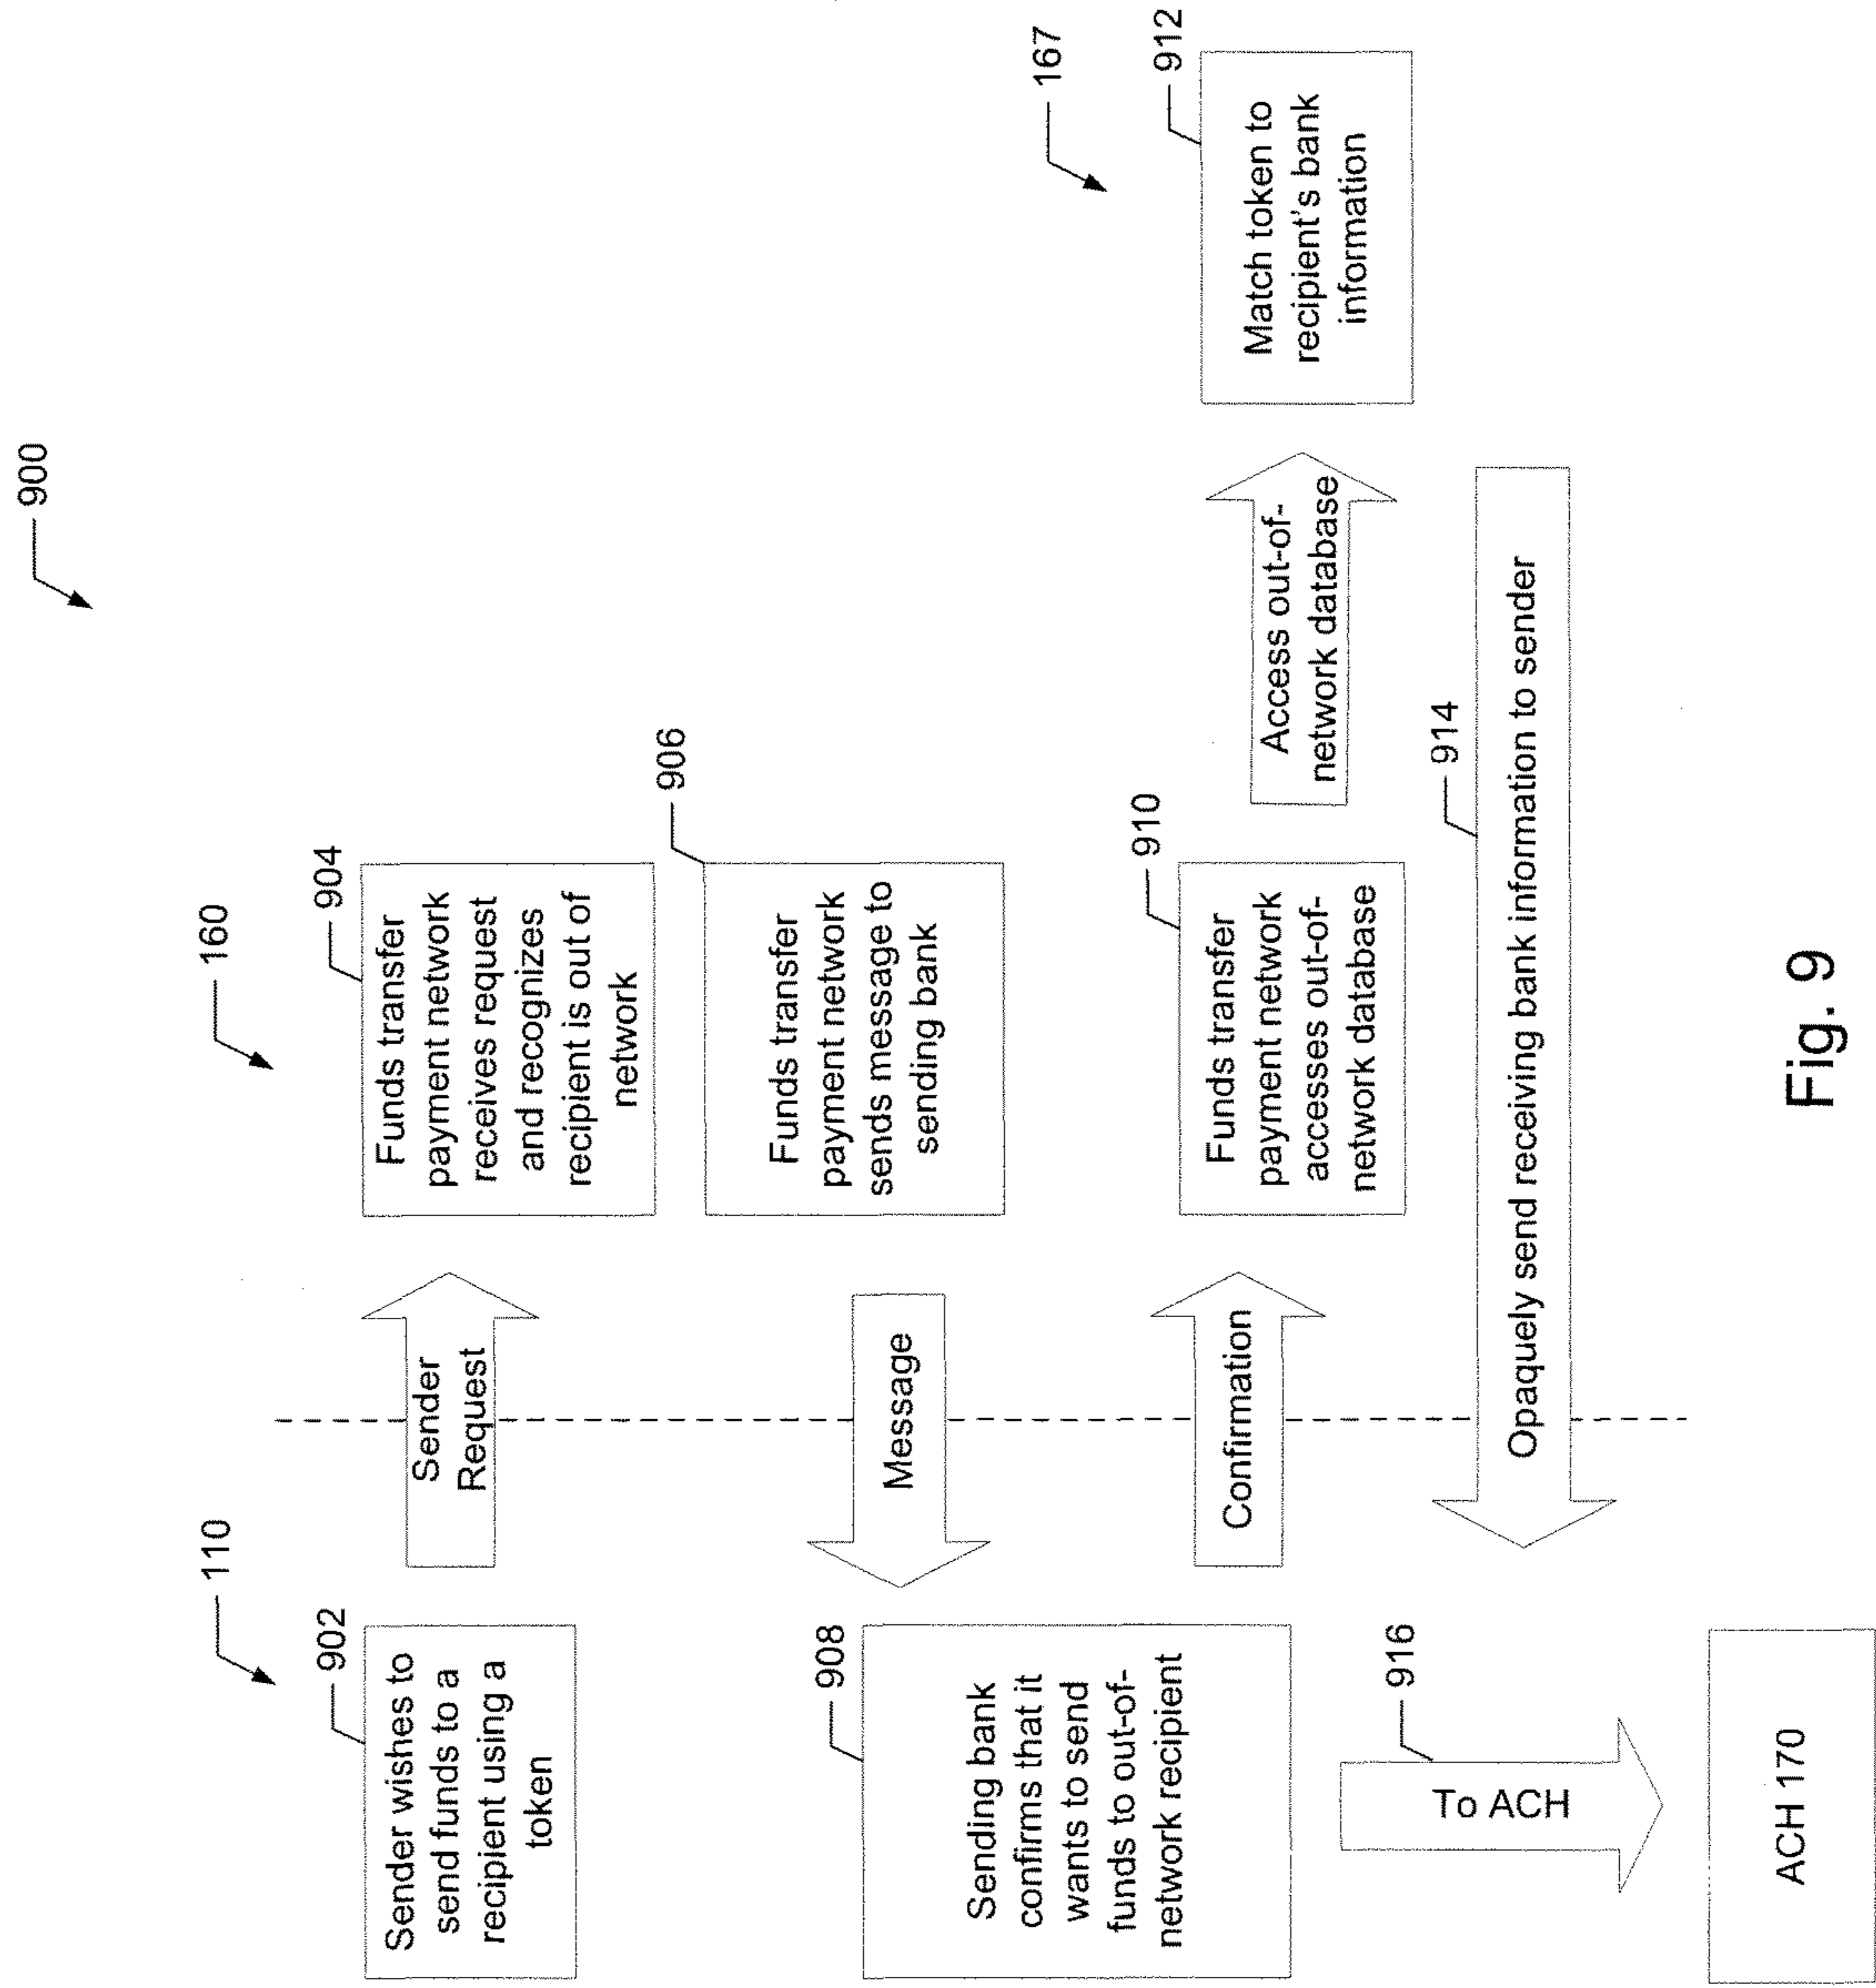 900
110
160
167
902
Sender wishes to
send funds to a
recipient using a
token
Sender
Request
904
Funds transfer
payment network
receives request
and recognizes
recipient is out of
network
906
Funds transfer
payment network
sends message to
sending bank
Message
908
Sending bank
confirms that it
wants to send
funds to out-of-
network recipient
Confirmation
910
Funds transfer
payment network
accesses out-of-
network database
Access out-of-
network database
912
Match token to
recipient's bank
information
914
Opaquely send receiving bank information to sender
916
To ACH
ACH 170
Fig. 9